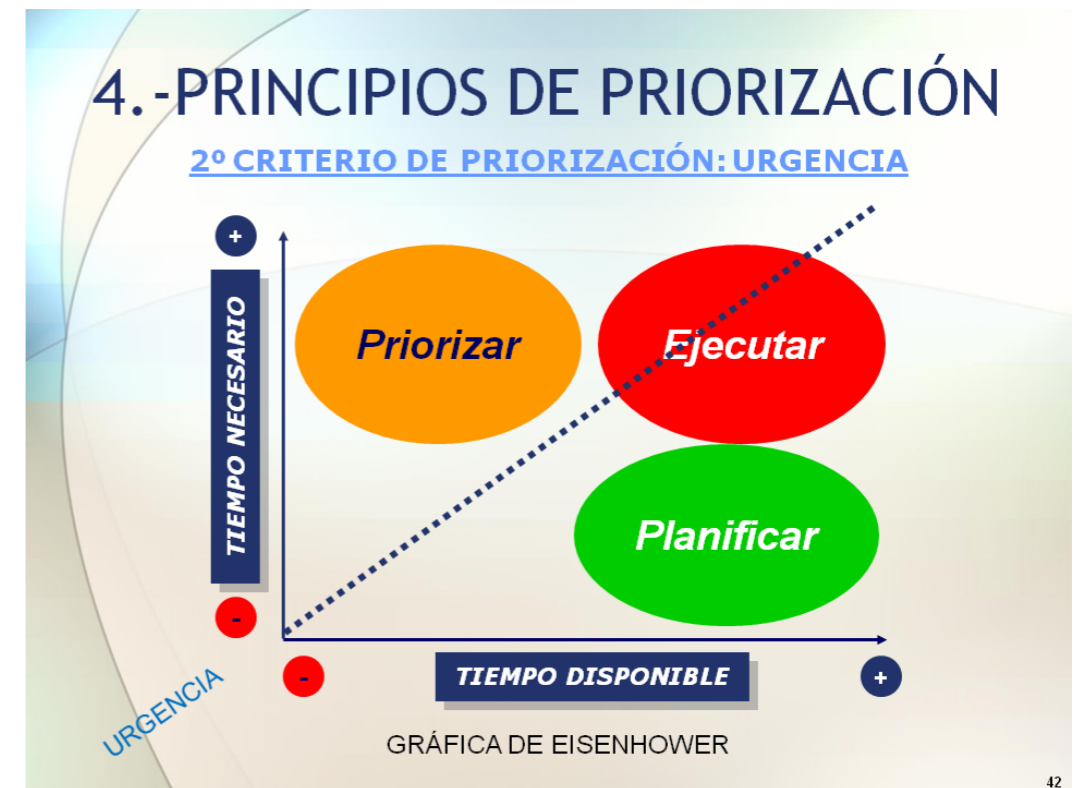 4.-PRINCIPIOS DE PRIORIZACIÓN
2º CRITERIO DE PRIORIZACIÓN: URGENCIA
+
TIEMPO NECESARIO
-
Priorizar
Ejecutar
Planificar
-
TIEMPO DISPONIBLE
+
URGENCIA
GRÁFICA DE EISENHOWER
42